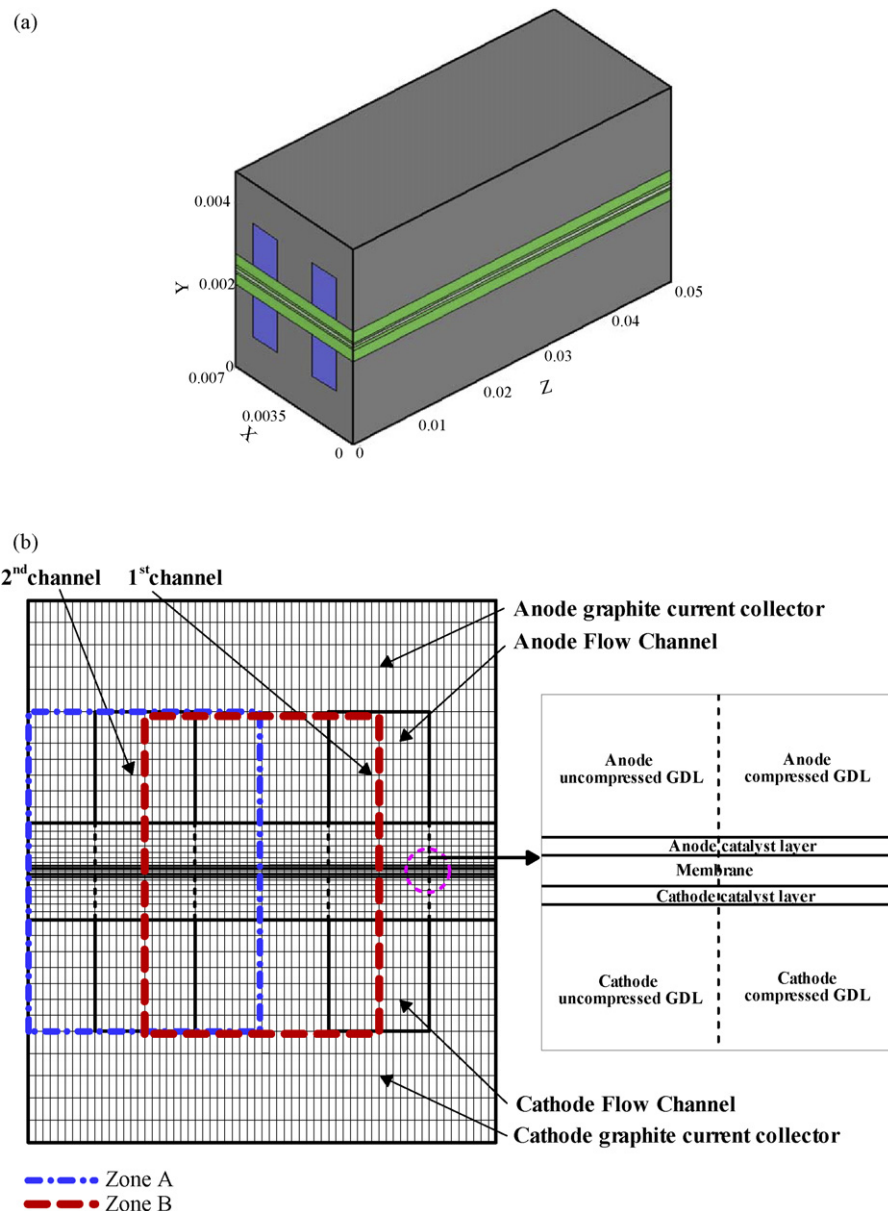 (a)
0.004
Y
0.002
0
0.007
0.0035
X
0 0
0.01
0.02
0.03
0.04
0.05
Z
(b)
2nd channel
1st channel
Anode graphite current collector
Anode Flow Channel
Anode
uncompressed GDL
Anode
compressed GDL
Anode catalyst layer
Membrane
Cathode catalyst layer
Cathode
uncompressed GDL
Cathode
compressed GDL
Cathode Flow Channel
Cathode graphite current collector
Zone A
Zone B